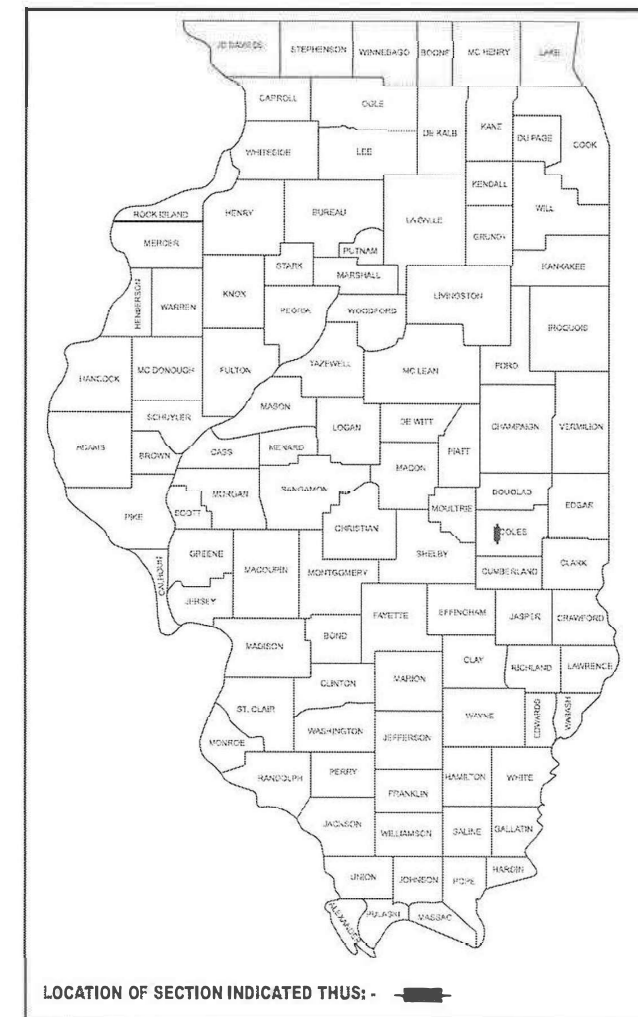 JO DAVIESS STEPHENSON WINNEBAGO BOONE MC HENRY LAKE
CARROLL OGLE
DE KALB KANE DU PAGE COOK
WHITESIDE LEE
KENDALL
WILL
ROCK ISLAND HENRY BUREAU LA SALLE
GRUNDY
MERCER PUTNAM
STARK MARSHALL KANKAKEE
HENDERSON WARREN KNOX PEORIA WOODFORD LIVINGSTON
IROQUOIS
HANCOCK MC DONOUGH FULTON TAZEWELL MC LEAN FORD
MASON
SCHUYLER LOGAN DE WITT CHAMPAIGN VERMILION
ADAMS BROWN CASS MENARD PIATT
MACON
MORGAN SANGAMON DOUGLAS
PIKE SCOTT CHRISTIAN MOULTRIE COLES EDGAR
GREENE MACOUPIN MONTGOMERY SHELBY CLARK
CALHOUN CUMBERLAND
JERSEY FAYETTE EFFINGHAM JASPER CRAWFORD
MADISON BOND
CLAY RICHLAND LAWRENCE
CLINTON MARION
ST. CLAIR WAYNE EDWARDS WABASH
WASHINGTON JEFFERSON
MONROE
RANDOLPH PERRY HAMILTON WHITE
FRANKLIN
JACKSON WILLIAMSON SALINE GALLATIN
UNION JOHNSON POPE HARDIN
ALEXANDER PULASKI MASSAC
LOCATION OF SECTION INDICATED THUS: -